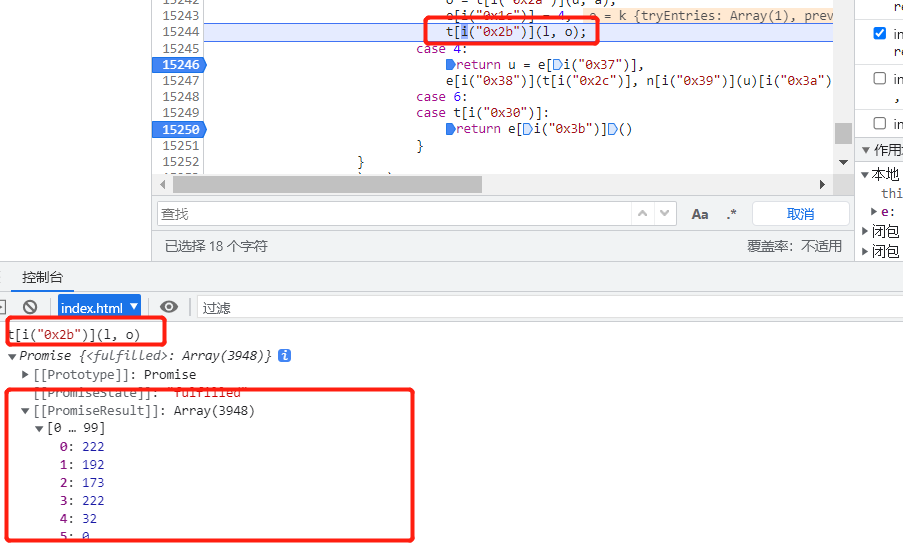 15243 e[i("0x1c")] = 4, e = k {tryEntries: Array(1), prev
15244 t[i("0x2b")](l, o);
15245 case 4:
15246 return u = e[i("0x37")],
15247 e[i("0x38")](t[i("0x2c")], n[i("0x39")](u)[i("0x3a")
15248 case 6:
15249 case t[i("0x30")]:
15250 return e[i("0x3b")]()
15251 }
15252 }
查找
Aa .* 取消
已选择 18 个字符 覆盖率：不适用
in
in
,
in
作用
本地
thi
e:
闭包
闭包
控制台
index.html 过滤
t[i("0x2b")](l, o)
Promise {<fulfilled>: Array(3948)}
[[Prototype]]: Promise
[[PromiseState]]: "fulfilled"
[[PromiseResult]]: Array(3948)
[0 … 99]
0: 222
1: 192
2: 173
3: 222
4: 32
5: 0